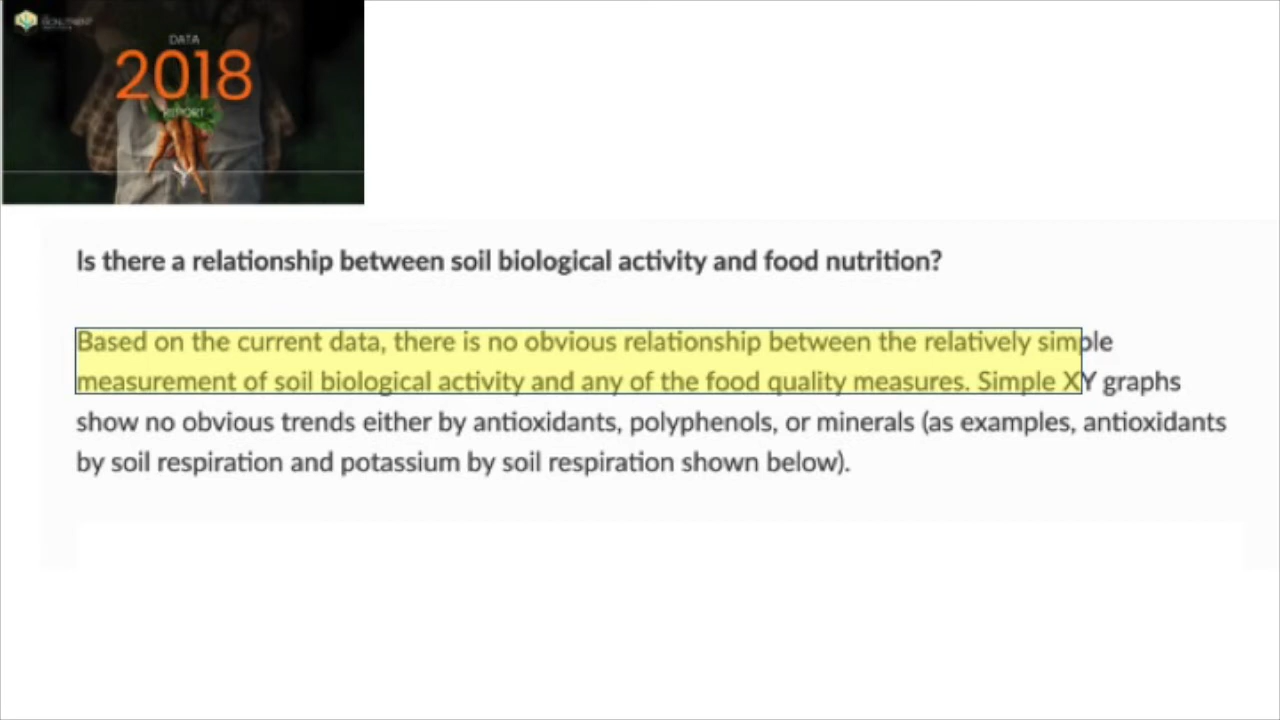 DATA
2018
REPORT
Is there a relationship between soil biological activity and food nutrition?
Based on the current data, there is no obvious relationship between the relatively simple
measurement of soil biological activity and any of the food quality measures. Simple XY graphs
show no obvious trends either by antioxidants, polyphenols, or minerals (as examples, antioxidants
by soil respiration and potassium by soil respiration shown below).